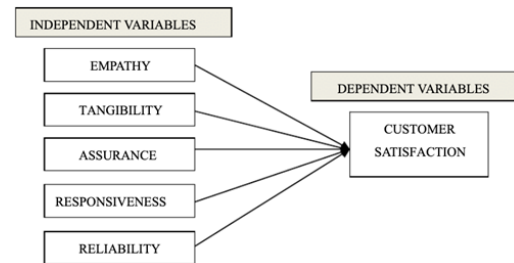 INDEPENDENT VARIABLES
EMPATHY
TANGIBILITY
ASSURANCE
RESPONSIVENESS
RELIABILITY
DEPENDENT VARIABLES
CUSTOMER
SATISFACTION